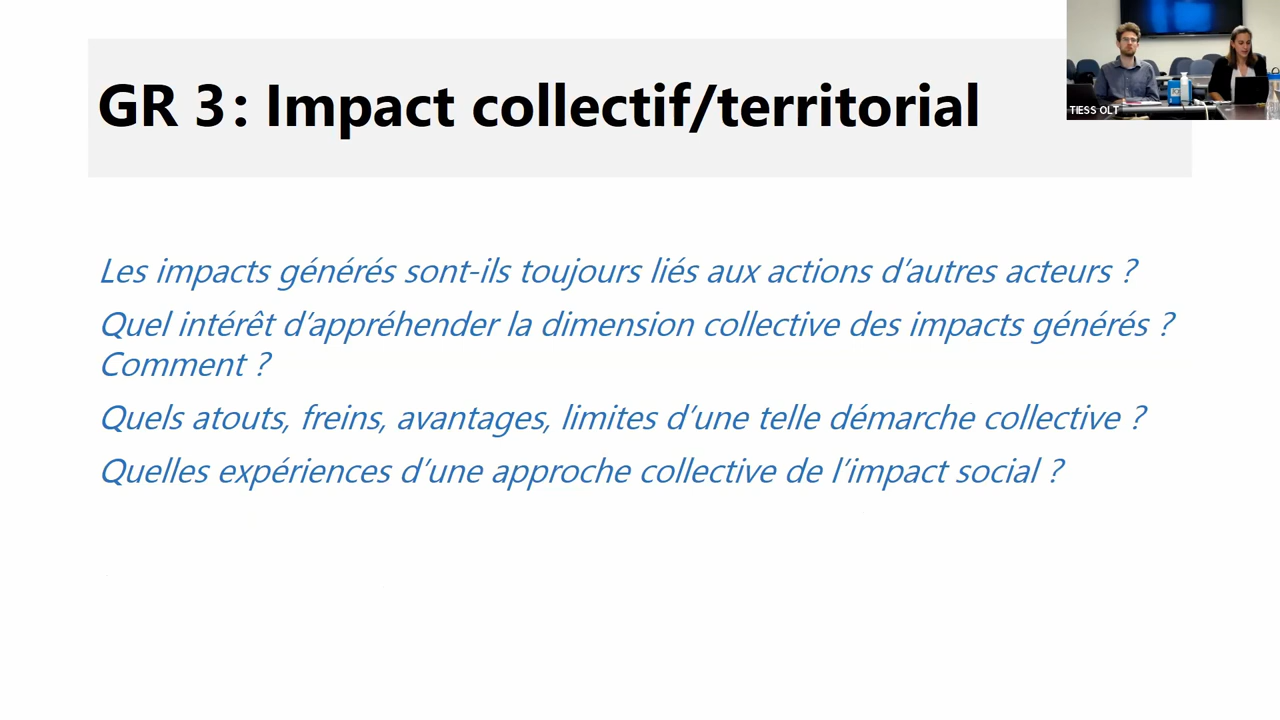 GR 3 : Impact collectif/territorial
TIESS OLT
Les impacts générés sont-ils toujours liés aux actions d’autres acteurs ?
Quel intérêt d’appréhender la dimension collective des impacts générés ?
Comment ?
Quels atouts, freins, avantages, limites d’une telle démarche collective ?
Quelles expériences d’une approche collective de l’impact social ?